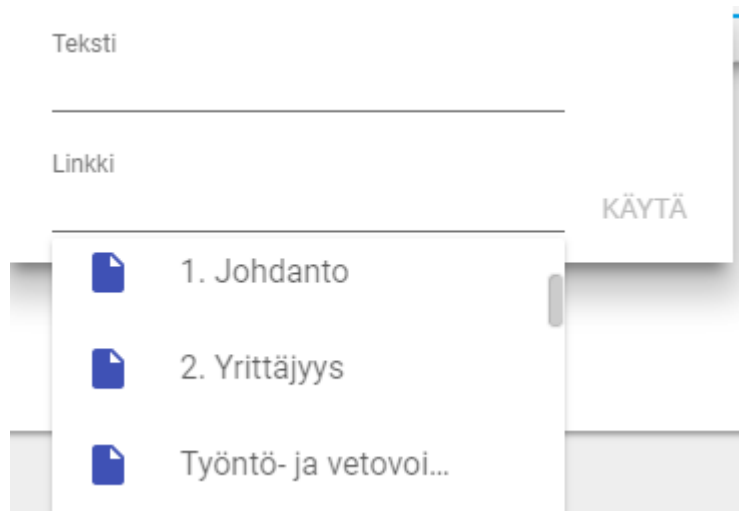 Teksti
Linkki
KÄYTÄ
1. Johdanto
2. Yrittäjyys
Työntö- ja vetovoi...